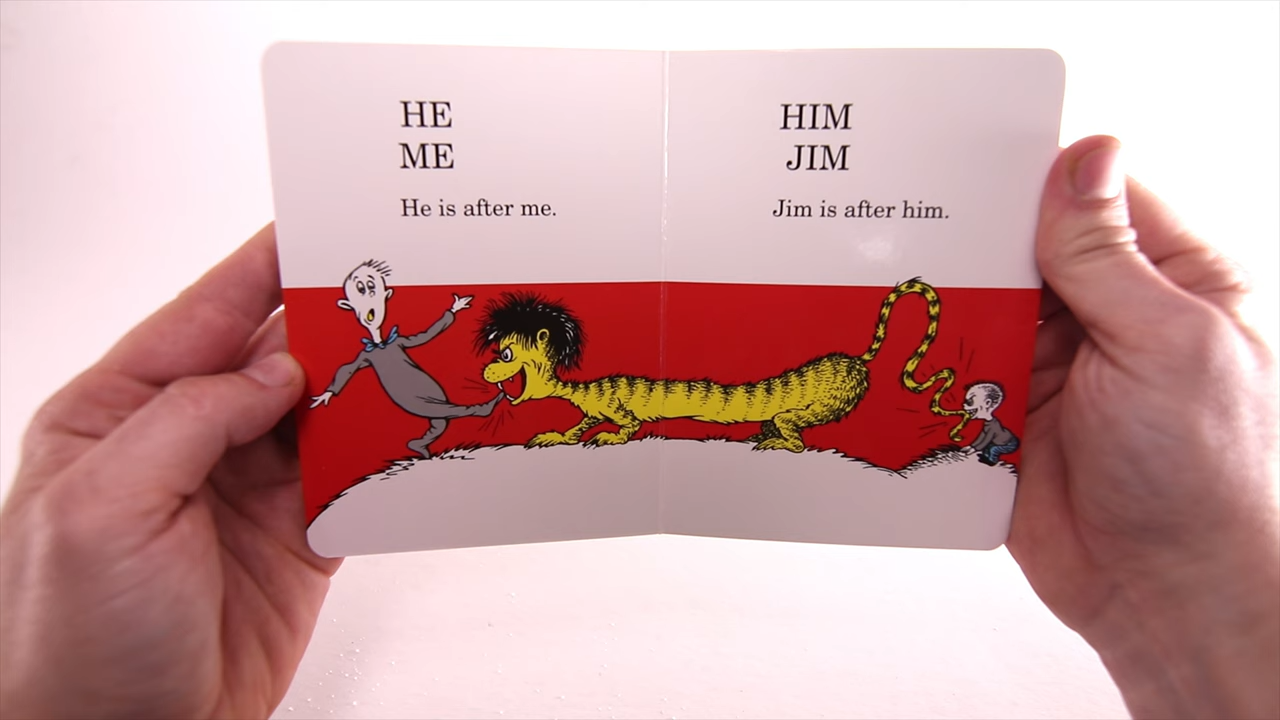 HE
ME
He is after me.
HIM
JIM
Jim is after him.